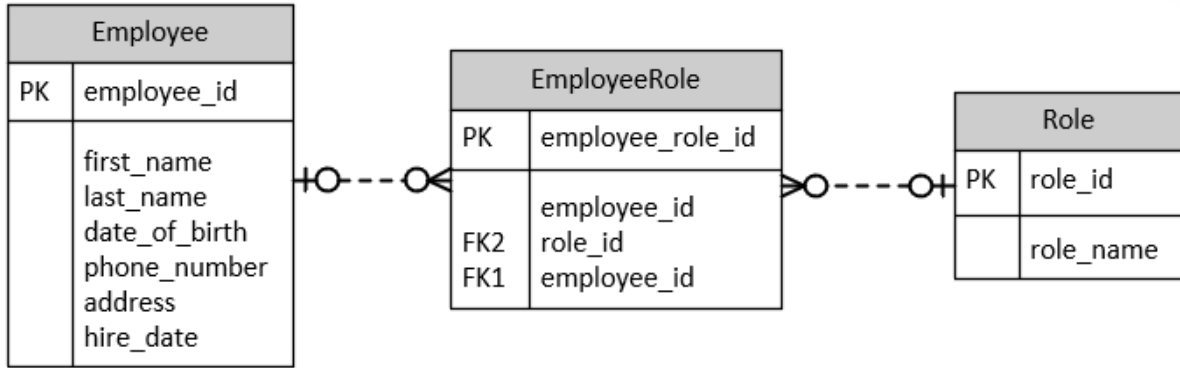 Employee
PK employee_id
first_name
last_name
date_of_birth
phone_number
address
hire_date
EmployeeRole
PK employee_role_id
employee_id
FK2 role_id
FK1 employee_id
Role
PK role_id
role_name